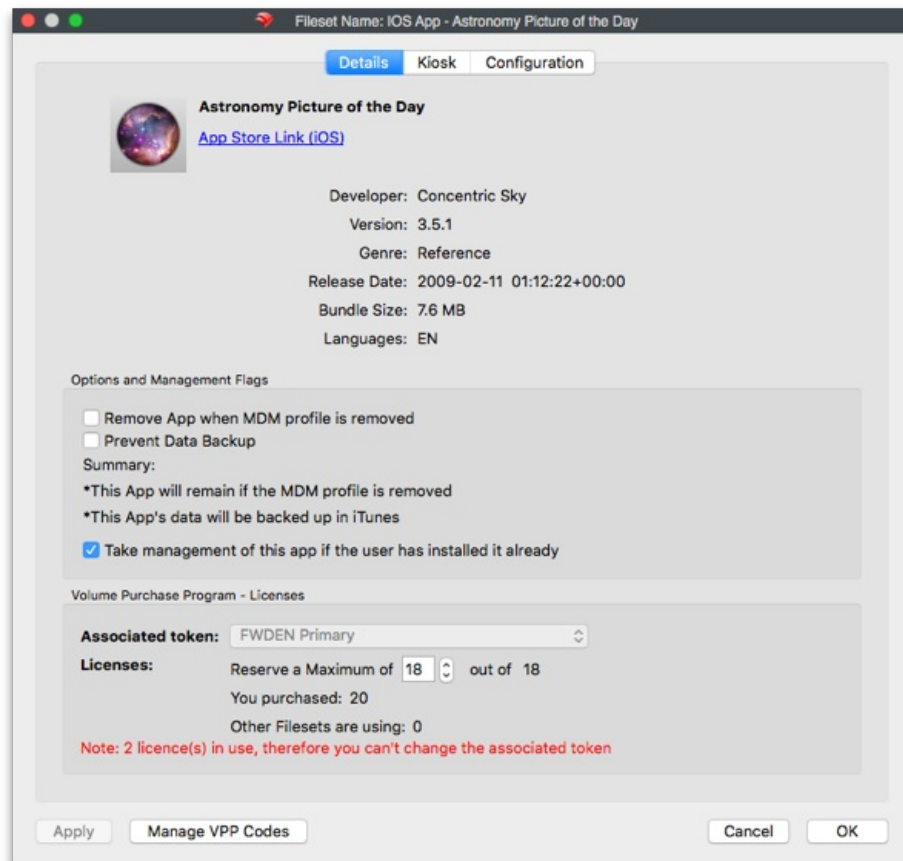 Fileset Name: IOS App - Astronomy Picture of the Day
Details Kiosk Configuration
Astronomy Picture of the Day
App Store Link (iOS)
Developer: Concentric Sky
Version: 3.5.1
Genre: Reference
Release Date: 2009-02-11 01:12:22+00:00
Bundle Size: 7.6 MB
Languages: EN
Options and Management Flags
Remove App when MDM profile is removed
Prevent Data Backup
Summary:
*This App will remain if the MDM profile is removed
*This App's data will be backed up in iTunes
Take management of this app if the user has installed it already
Volume Purchase Program - Licenses
Associated token: FWDEN Primary
Licenses: Reserve a Maximum of 18 out of 18
You purchased: 20
Other Filesets are using: 0
Note: 2 licence(s) in use, therefore you can't change the associated token
Apply Manage VPP Codes Cancel OK